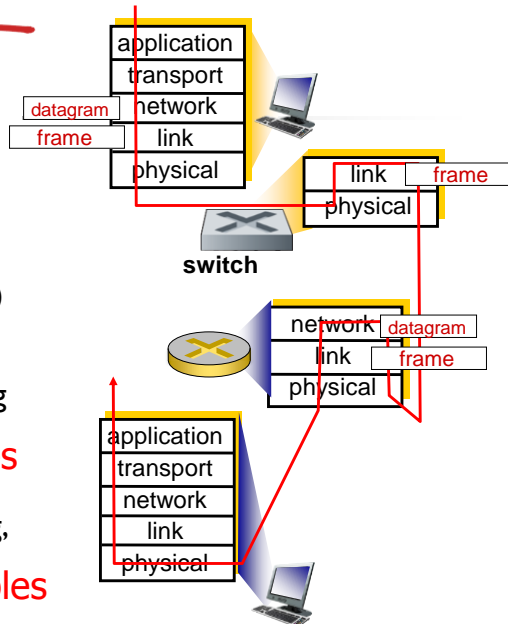 application
transport
datagram network
frame link
physical
link frame
physical
switch
)
network datagram
link frame
g
physical
application
s
transport
network
,
link
physical
les